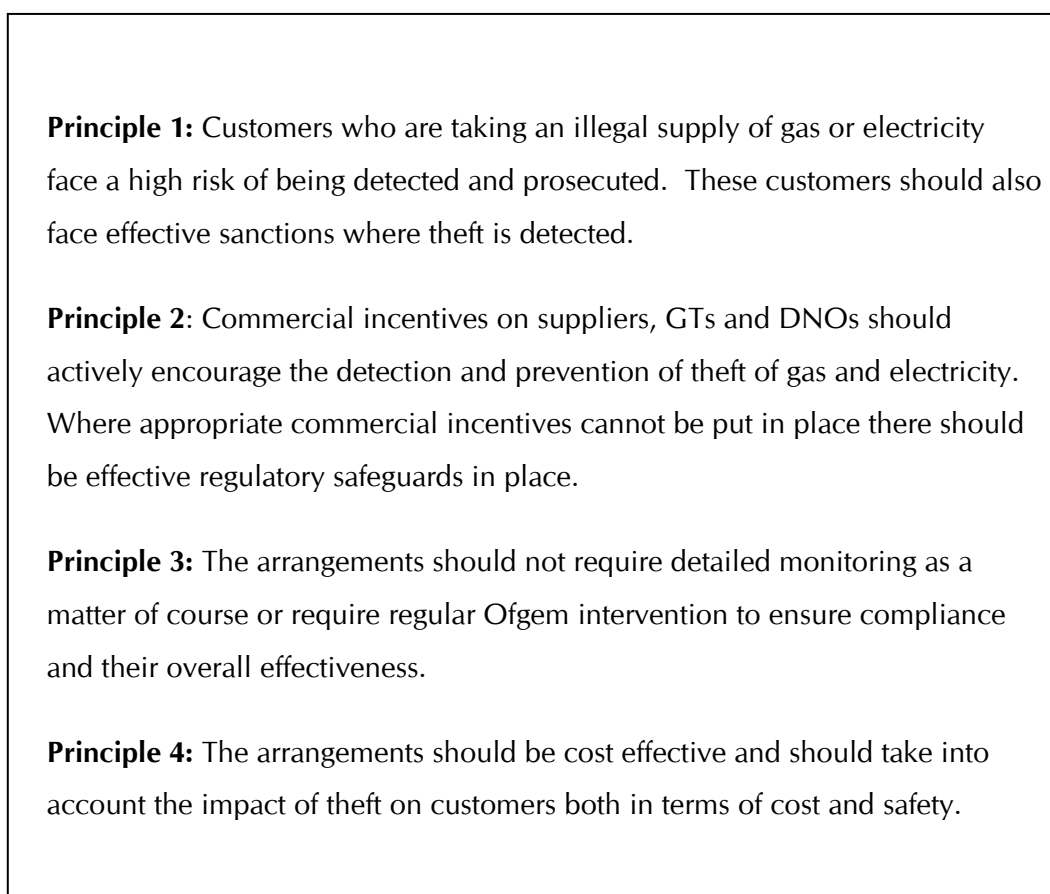 Principle 1: Customers who are taking an illegal supply of gas or electricity
face a high risk of being detected and prosecuted.  These customers should also
face effective sanctions where theft is detected.
Principle 2: Commercial incentives on suppliers, GTs and DNOs should
actively encourage the detection and prevention of theft of gas and electricity.
Where appropriate commercial incentives cannot be put in place there should
be effective regulatory safeguards in place.
Principle 3: The arrangements should not require detailed monitoring as a
matter of course or require regular Ofgem intervention to ensure compliance
and their overall effectiveness.
Principle 4: The arrangements should be cost effective and should take into
account the impact of theft on customers both in terms of cost and safety.